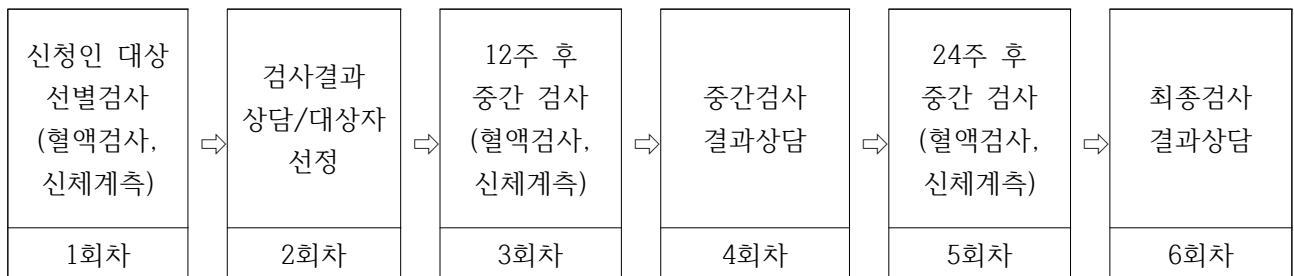 신청인 대상
선별검사
(혈액검사,
신체계측)
1회차
⇨
검사결과
상담/대상자
선정
2회차
⇨
12주 후
중간 검사
(혈액검사,
신체계측)
3회차
⇨
중간검사
결과상담
4회차
⇨
24주 후
중간 검사
(혈액검사,
신체계측)
5회차
⇨
최종검사
결과상담
6회차